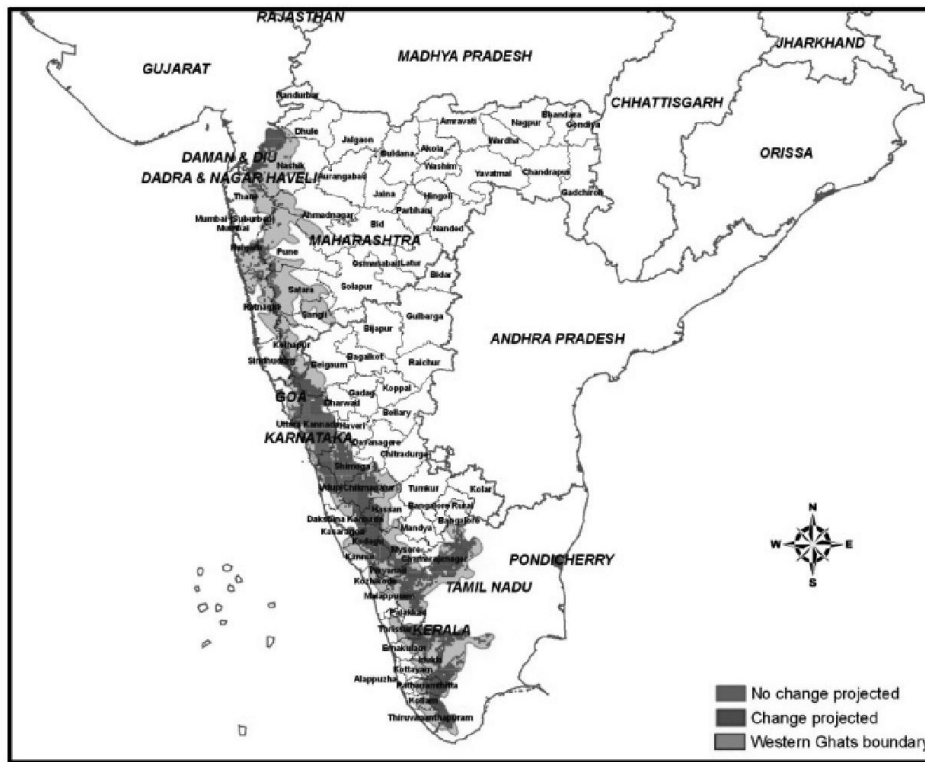 RAJASTHAN
MADHYA PRADESH
JHARKHAND
GUJARAT
CHHATTISGARH
ORISSA
Nandurbar
Dhule
Jalgaon
Amravati
Nagpur
Bhandara
Gondiya
Buldana
Akola
Wardha
Washim
Yavatmal
Chandrapur
Gadchiroli
DAMAN & DIU
DADRA & NAGAR HAVELI
Nashik
Aurangabad
Jalna
Hingoli
Parbhani
Nanded
Thane
Ahmadnagar
Bid
Mumbai (Suburban)
Mumbai
MAHARASHTRA
Raigarh
Pune
Osmanabad
Latur
Bidar
Satara
Solapur
Ratnagiri
Sangli
Gulbarga
Bijapur
ANDHRA PRADESH
Kolhapur
Sindhudurg
Belgaum
Bagalkot
Raichur
GOA
Gadag
Koppal
Dharwad
Bellary
Uttara Kannada
Haveri
KARNATAKA
Davanagere
Chitradurga
Shimoga
Udupi
Chikmagalur
Tumkur
Kolar
Hassan
Bangalore Rural
Dakshina Kannada
Bangalore
Mandya
Kasaragod
Kodagu
Mysore
Kannur
Chamrajnagar
PONDICHERRY
Wayanad
Kozhikode
TAMIL NADU
Malappuram
Palakkad
Thrissur
KERALA
Ernakulam
Idukki
Kottayam
Alappuzha
Pathanamthitta
Kollam
Thiruvananthapuram
N
W
E
S
No change projected
Change projected
Western Ghats boundary